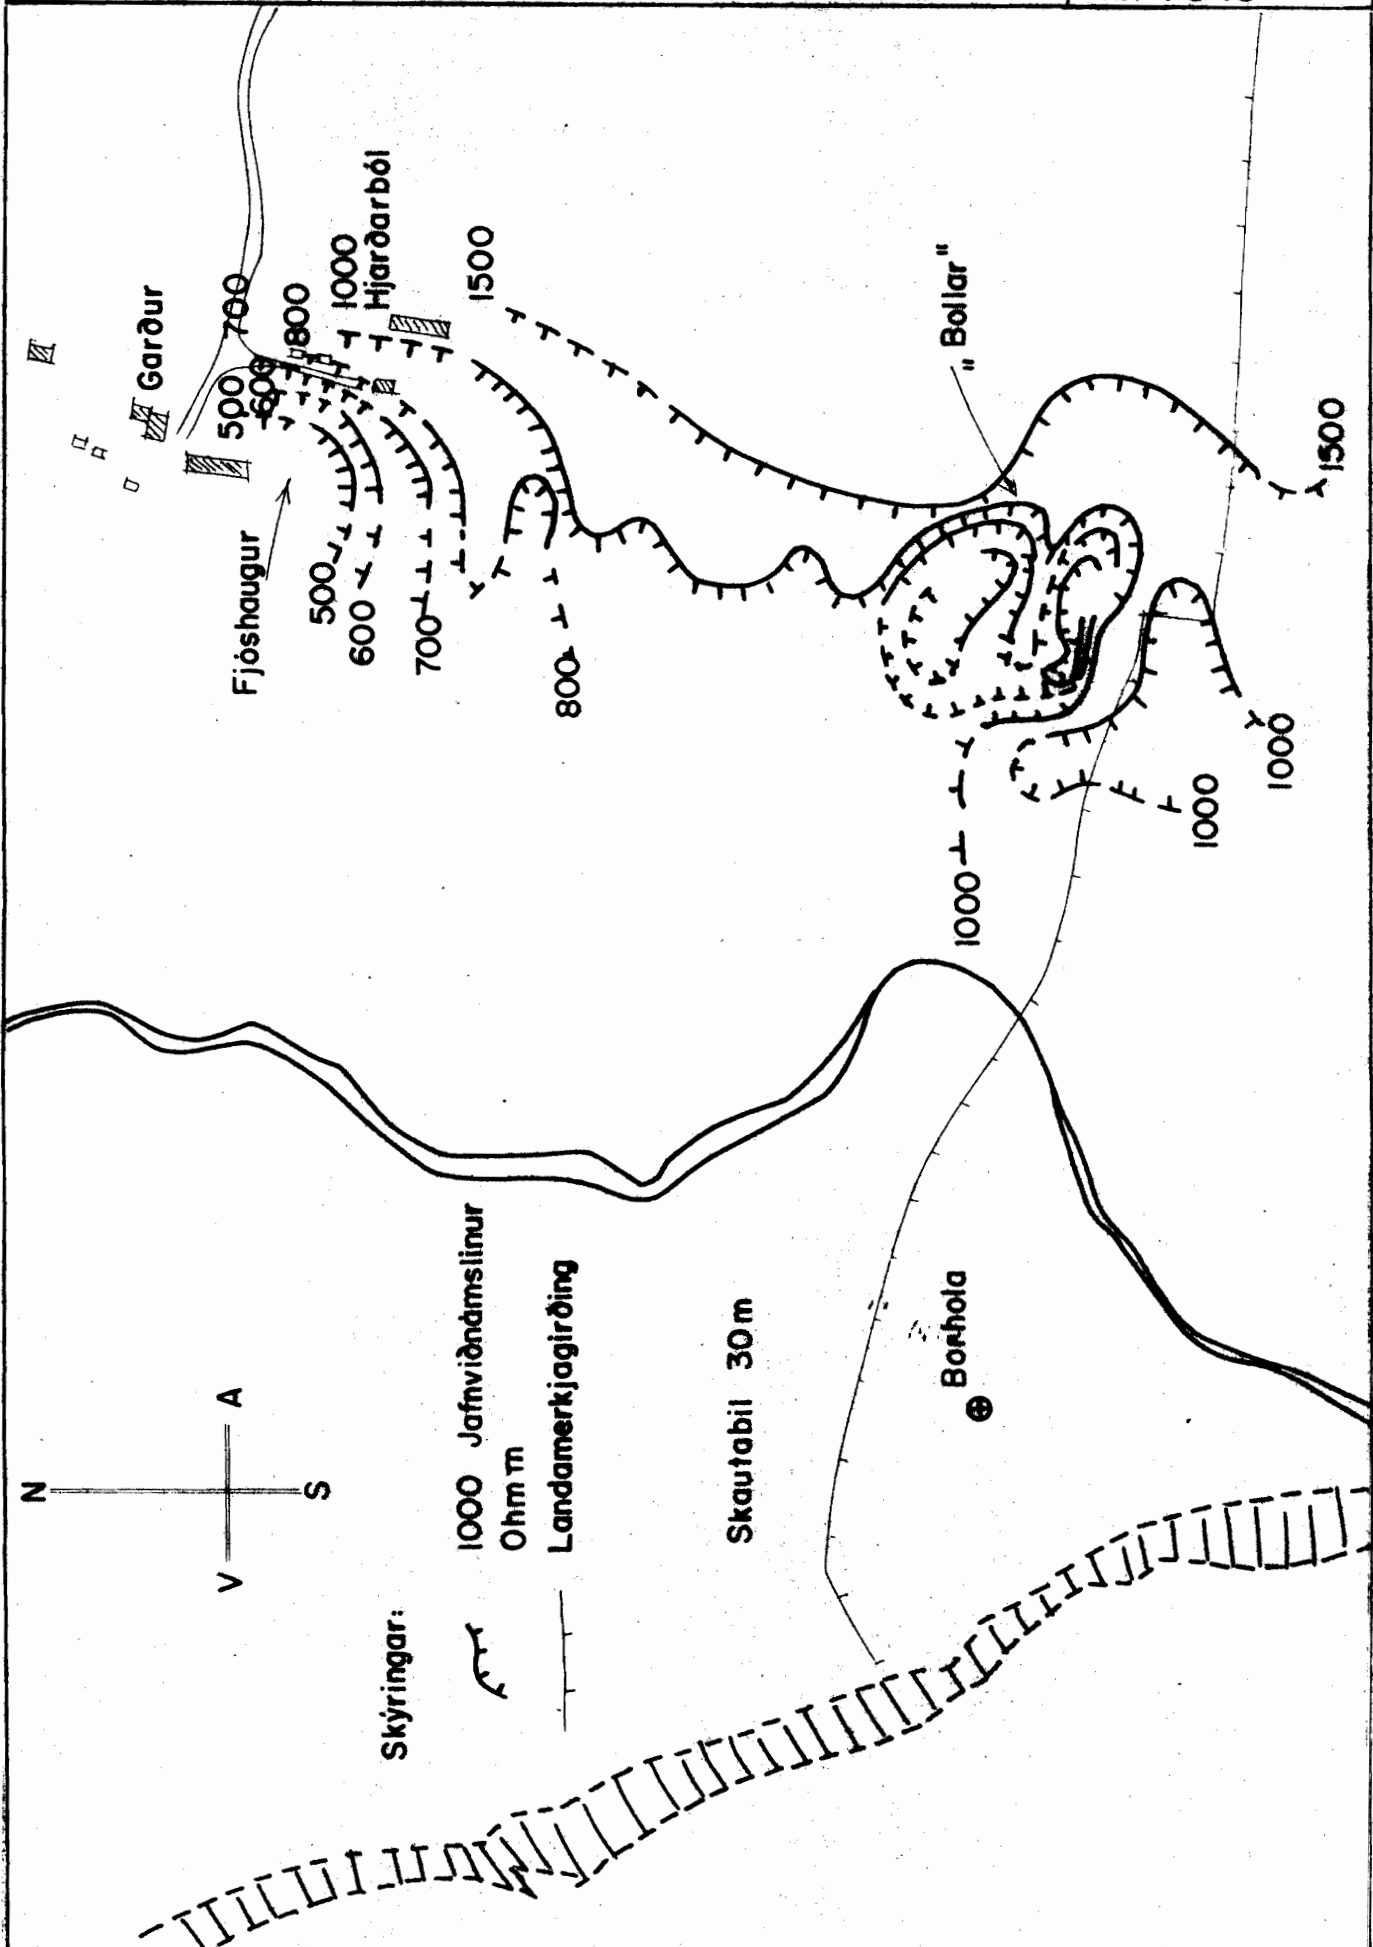 Garður
700
500
600
800
1000
Hjarðarból
1500
Fjóshaugur
500
600
700
800
"Bollar"
1500
1000
1000
1000
N
A
S
V
Skýringar:
1000 Jafnviðnámslínur
Ohm m
Landamerkjagirðing
Skautabil 30m
Borhola